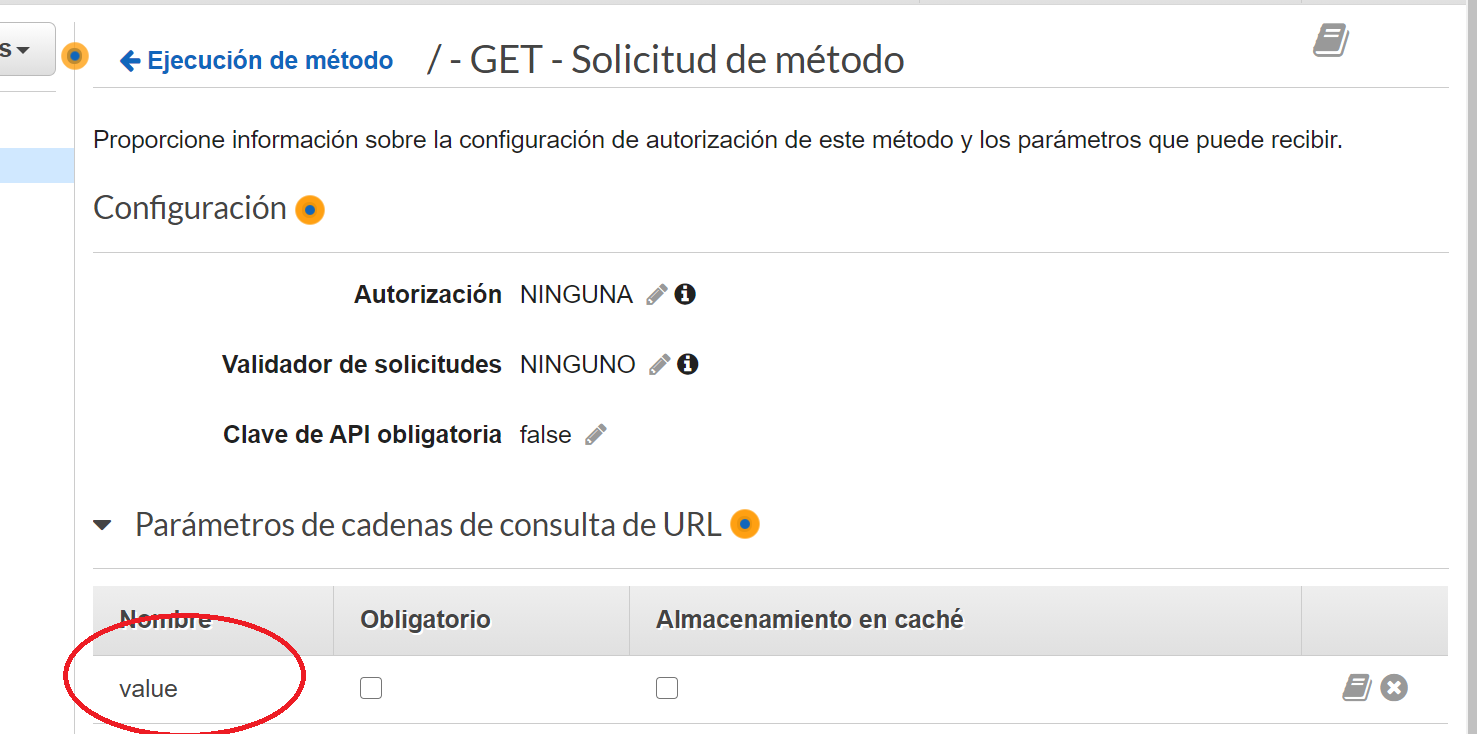 s
Ejecución de método / - GET - Solicitud de método
Proporcione información sobre la configuración de autorización de este método y los parámetros que puede recibir.
Configuración
Autorización NINGUNA
Validador de solicitudes NINGUNO
Clave de API obligatoria false
Parámetros de cadenas de consulta de URL
Nombre Obligatorio Almacenamiento en caché
value